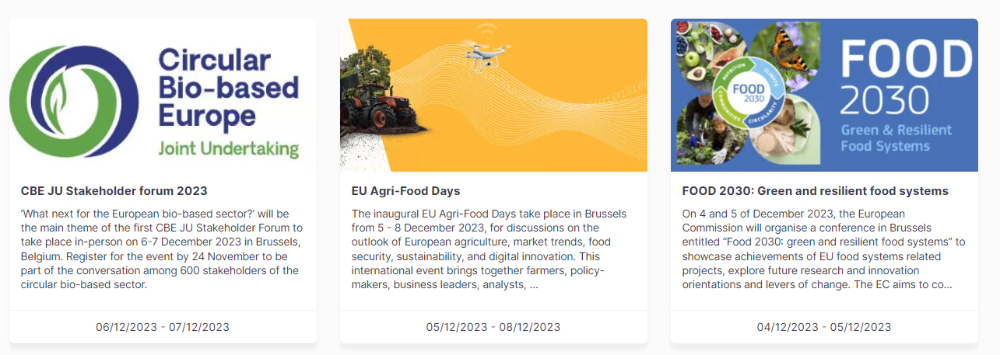 Circular
Bio-based
Europe
Joint Undertaking
CBE JU Stakeholder forum 2023
‘What next for the European bio-based sector?’ will be
the main theme of the first CBE JU Stakeholder Forum to
take place in-person on 6-7 December 2023 in Brussels,
Belgium. Register for the event by 24 November to be
part of the conversation among 600 stakeholders of the
circular bio-based sector.
06/12/2023 - 07/12/2023
EU Agri-Food Days
The inaugural EU Agri-Food Days take place in Brussels
from 5 - 8 December 2023, for discussions on the
outlook of European agriculture, market trends, food
security, sustainability, and digital innovation. This
international event brings together farmers, policy-
makers, business leaders, analysts, ...
05/12/2023 - 08/12/2023
NUTRITION
CLIMATE
CIRCULARITY
COMMUNITIES
FOOD
2030
FOOD
2030
Green & Resilient
Food Systems
FOOD 2030: Green and resilient food systems
On 4 and 5 of December 2023, the European
Commission will organise a conference in Brussels
entitled “Food 2030: green and resilient food systems” to
showcase achievements of EU food systems related
projects, explore future research and innovation
orientations and levers of change. The EC aims to co...
04/12/2023 - 05/12/2023